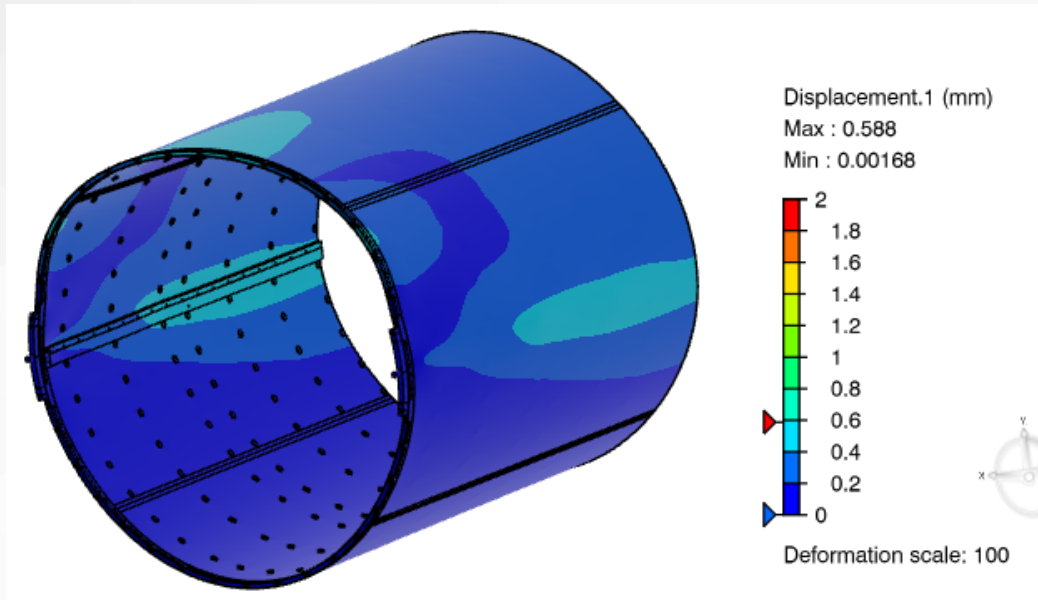 Displacement.1 (mm)
Max : 0.588
Min : 0.00168
2
1.8
1.6
1.4
1.2
1
0.8
0.6
0.4
0.2
0
Y
X
Deformation scale: 100